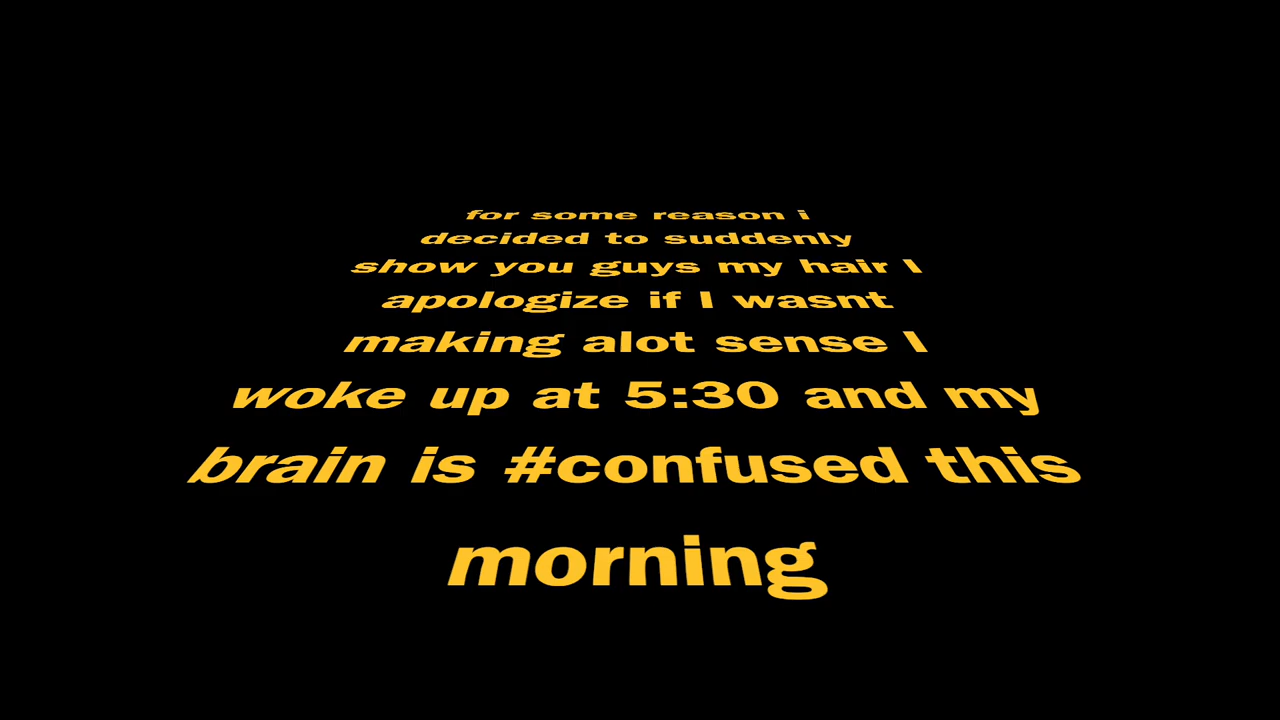 for some reason i
decided to suddenly
show you guys my hair I
apologize if I wasnt
making alot sense I
woke up at 5:30 and my
brain is #confused this
morning